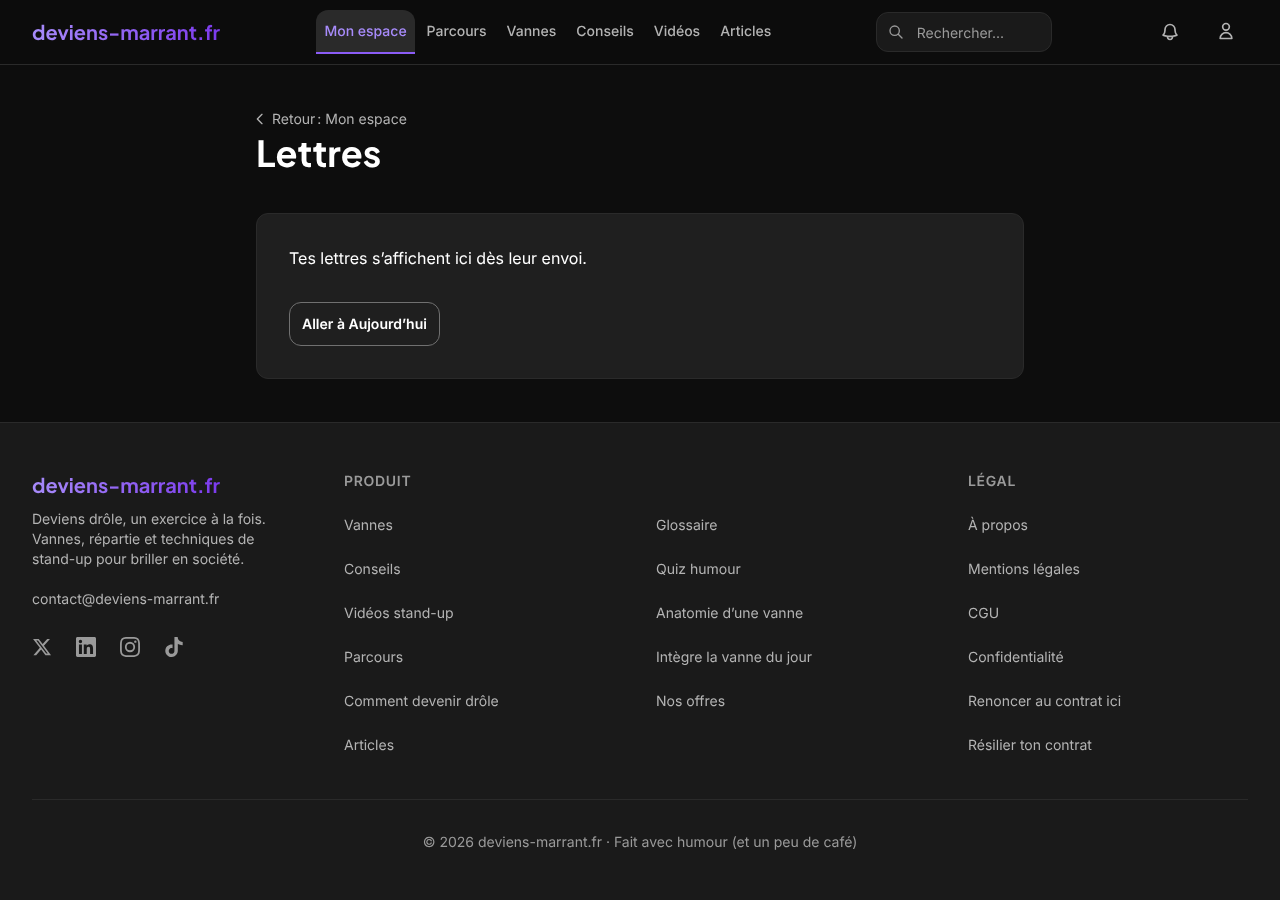 deviens-marrant.fr
Mon espace
Parcours
Vannes
Conseils
Vidéos
Articles
Rechercher...
Retour : Mon espace
Lettres
Tes lettres s’affichent ici dès leur envoi.
Aller à Aujourd’hui
deviens-marrant.fr
Deviens drôle, un exercice à la fois.
Vannes, répartie et techniques de
stand-up pour briller en société.
contact@deviens-marrant.fr
PRODUIT
Vannes
Conseils
Vidéos stand-up
Parcours
Comment devenir drôle
Articles
Glossaire
Quiz humour
Anatomie d’une vanne
Intègre la vanne du jour
Nos offres
LÉGAL
À propos
Mentions légales
CGU
Confidentialité
Renoncer au contrat ici
Résilier ton contrat
© 2026 deviens-marrant.fr · Fait avec humour (et un peu de café)